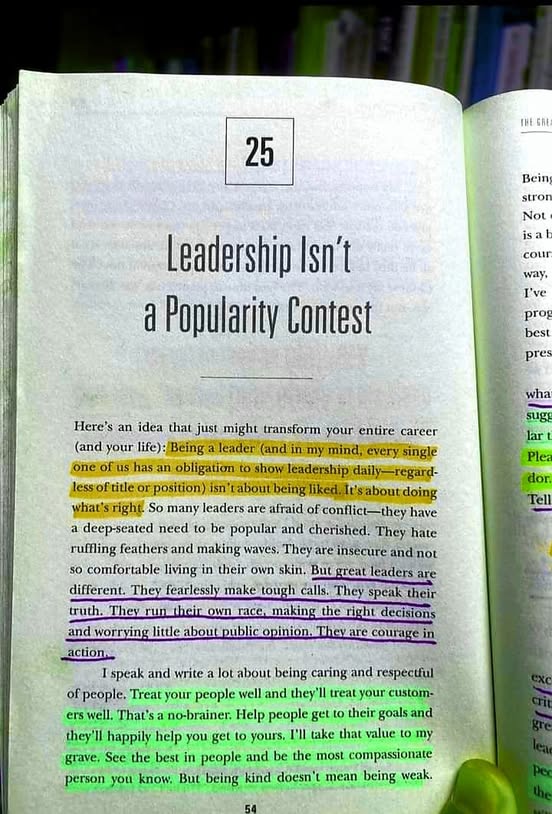 25
Leadership Isn't
a Popularity Contest
Here's an idea that just might transform your entire career
(and your life): Being a leader (and in my mind, every single
one of us has an obligation to show leadership daily—regard-
less of title or position) isn't about being liked. It's about doing
what's right. So many leaders are afraid of conflict—they have
a deep-seated need to be popular and cherished. They hate
ruffling feathers and making waves. They are insecure and not
so comfortable living in their own skin. But great leaders are
different. They fearlessly make tough calls. They speak their
truth. They run their own race, making the right decisions
and worrying little about public opinion. They are courage in
action.
I speak and write a lot about being caring and respectful
of people. Treat your people well and they'll treat your custom-
ers well. That's a no-brainer. Help people get to their goals and
they'll happily help you get to yours. I'll take that value to my
grave. See the best in people and be the most compassionate
person you know. But being kind doesn't mean being weak.
54
THE
Being
stron
Not
is a b
cour
way,
I've
prog
best
pres
wha
sugg
lar t
Plea
dor.
Tell
exc
crit
gre
lead
peo
the